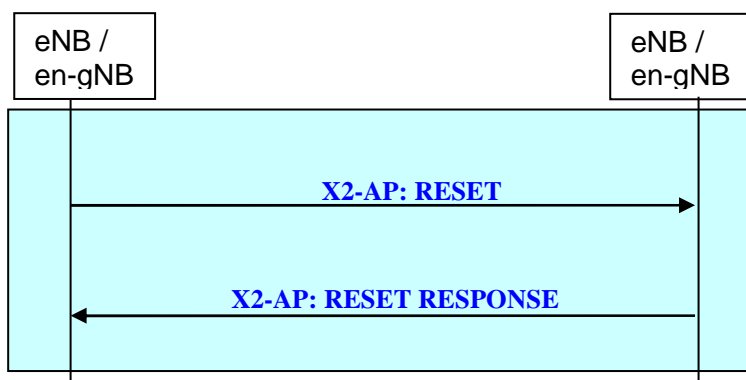 eNB /
en-gNB
eNB /
en-gNB
X2-AP: RESET
X2-AP: RESET RESPONSE